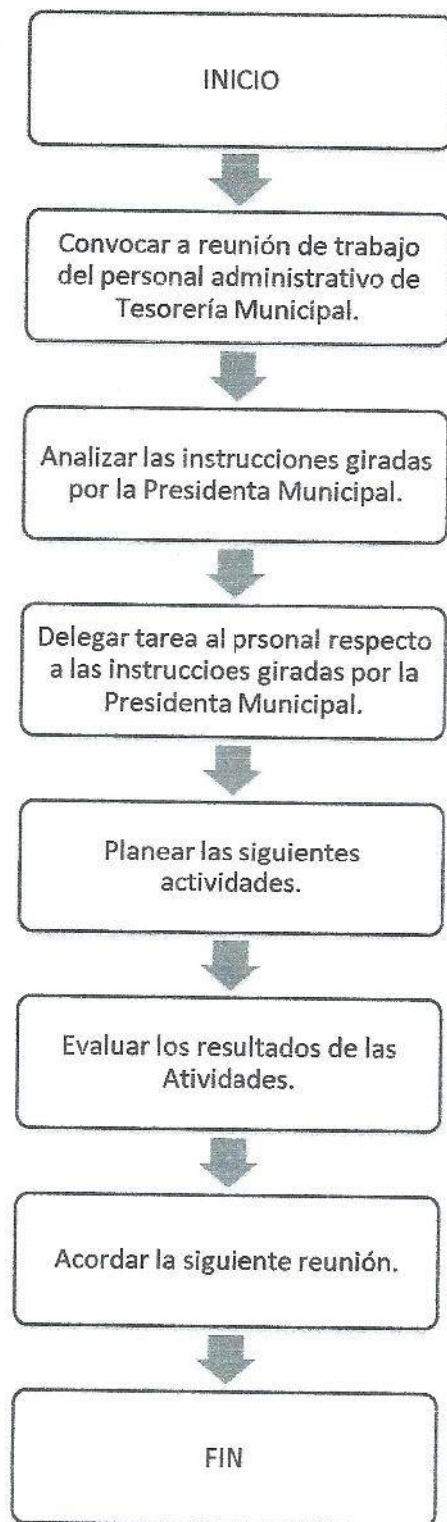 INICIO
Convocar a reunión de trabajo
del personal administrativo de
Tesorería Municipal.
Analizar las instrucciones giradas
por la Presidenta Municipal.
Delegar tarea al prsonal respecto
a las instruccioes giradas por la
Presidenta Municipal.
Planear las siguientes
actividades.
Evaluar los resultados de las
Atividades.
Acordar la siguiente reunión.
FIN